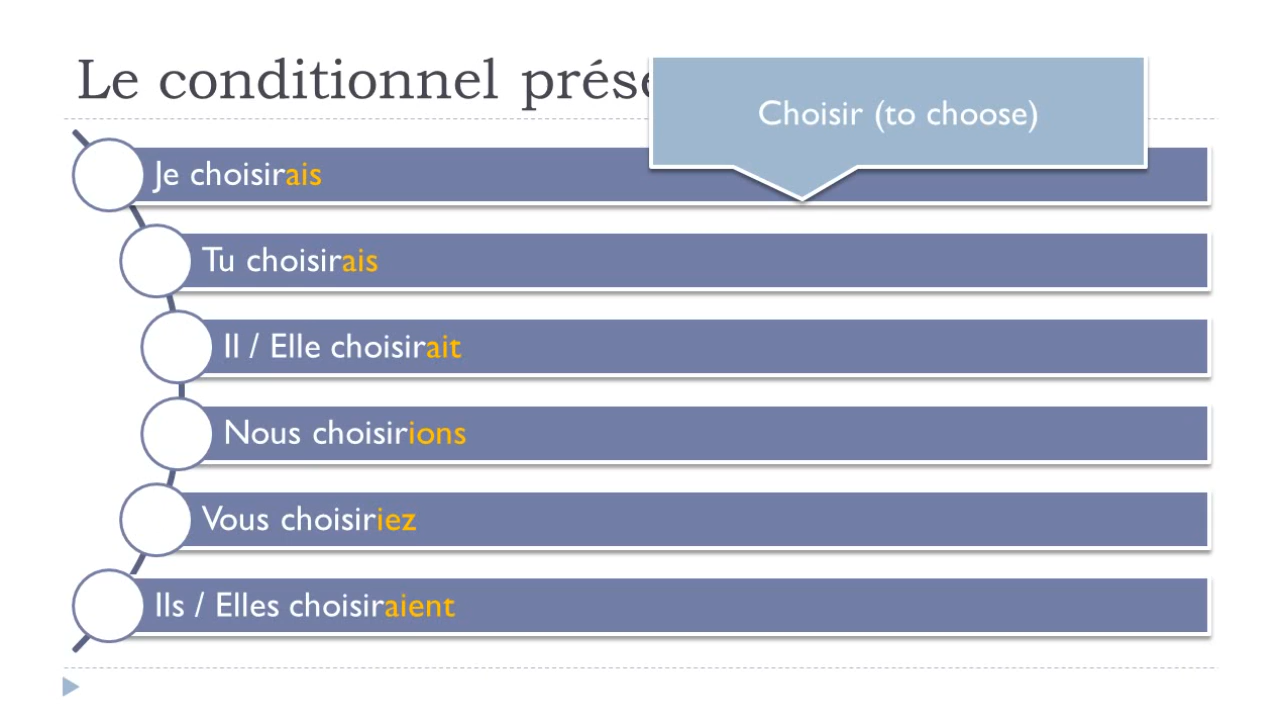 Le conditionnel prése
Choisir (to choose)
Je choisirais
Tu choisirais
Il / Elle choisirait
Nous choisirions
Vous choisiriez
Ils / Elles choisiraient